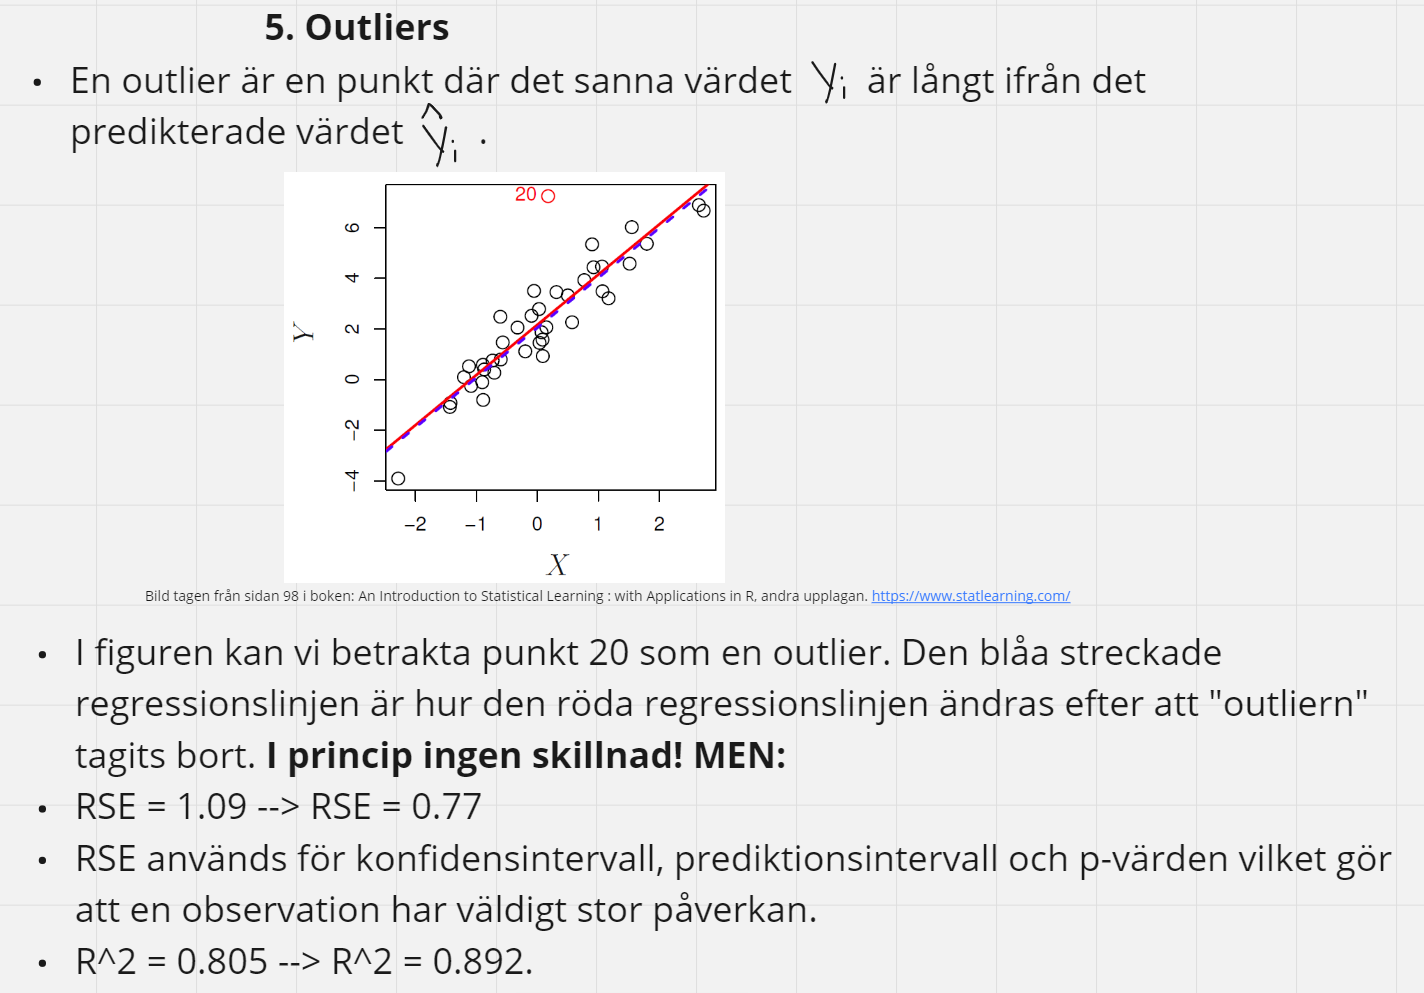 5. Outliers
• En outlier är en punkt där det sanna värdet yi är långt ifrån det
predikterade värdet ŷi .
20
6
4
2
0
−2
−4
Y
−2 −1 0 1 2
X
Bild tagen från sidan 98 i boken: An Introduction to Statistical Learning : with Applications in R, andra upplagan. https://www.statlearning.com/
• I figuren kan vi betrakta punkt 20 som en outlier. Den blåa streckade
regressionslinjen är hur den röda regressionslinjen ändras efter att "outliern"
tagits bort. I princip ingen skillnad! MEN:
• RSE = 1.09 --> RSE = 0.77
• RSE används för konfidensintervall, prediktionsintervall och p-värden vilket gör
att en observation har väldigt stor påverkan.
• R^2 = 0.805 --> R^2 = 0.892.